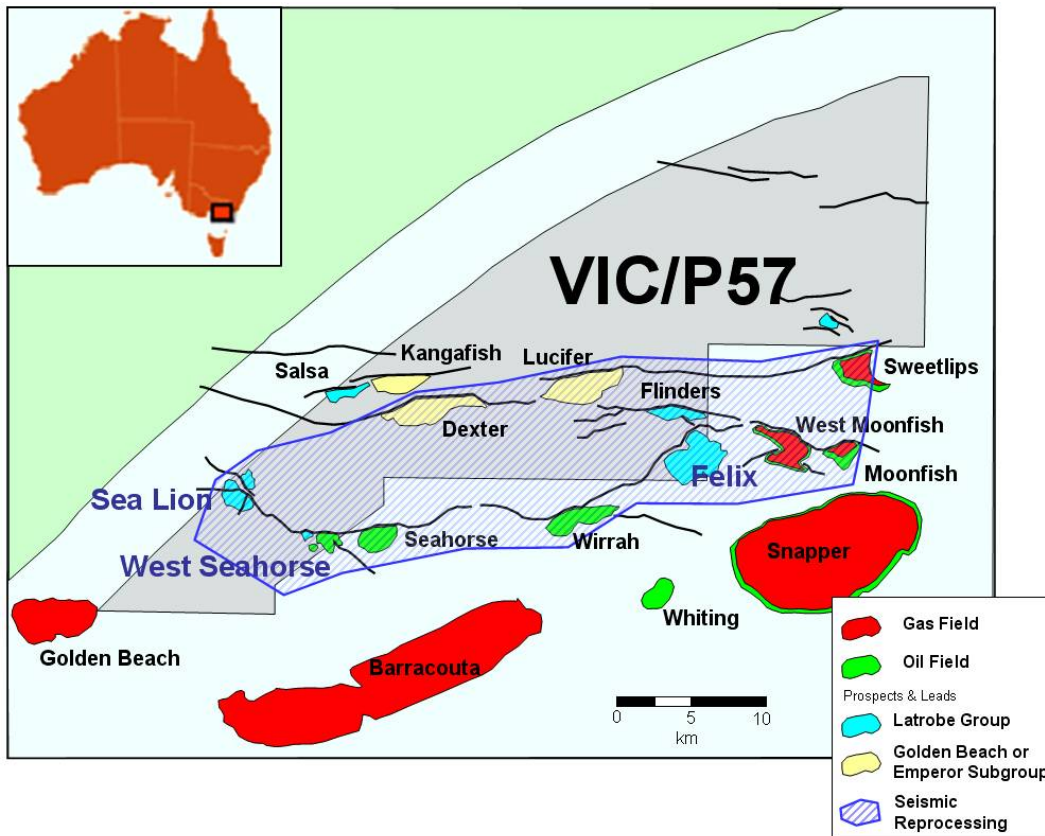 VIC/P57
Kangafish
Lucifer
Salsa
Sweetlips
Flinders
West Moonfish
Dexter
Moonfish
Felix
Sea Lion
Seahorse
Wirrah
Snapper
West Seahorse
Whiting
Golden Beach
Barracouta
0 5 10
km
Gas Field
Oil Field
Prospects & Leads
Latrobe Group
Golden Beach or
Emperor Subgroup
Seismic
Reprocessing